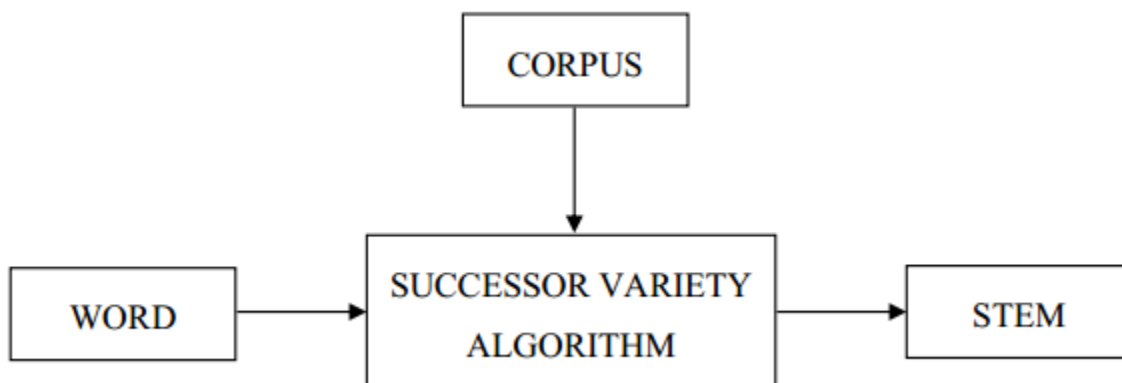 CORPUS
WORD
SUCCESSOR VARIETY
ALGORITHM
STEM